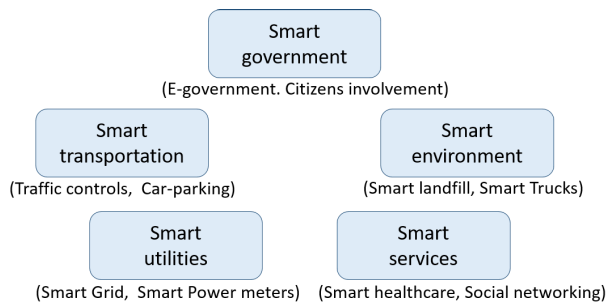 Smart
government
(E-government. Citizens involvement)
Smart
transportation
(Traffic controls, Car-parking)
Smart
environment
(Smart landfill, Smart Trucks)
Smart
utilities
(Smart Grid, Smart Power meters)
Smart
services
(Smart healthcare, Social networking)